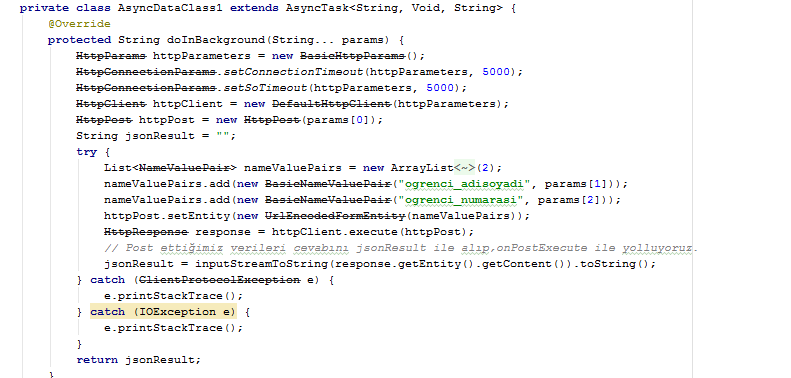 private class AsyncDataClass1 extends AsyncTask<String, Void, String> {
@Override
protected String doInBackground(String... params) {
HttpParams httpParameters = new BasicHttpParams();
HttpConnectionParams.setConnectionTimeout(httpParameters, 5000);
HttpConnectionParams.setSoTimeout(httpParameters, 5000);
HttpClient httpClient = new DefaultHttpClient(httpParameters);
HttpPost httpPost = new HttpPost(params[0]);
String jsonResult = "";
try {
List<NameValuePair> nameValuePairs = new ArrayList<~>(2);
nameValuePairs.add(new BasicNameValuePair("ogrenci_adisoyadi", params[1]));
nameValuePairs.add(new BasicNameValuePair("ogrenci_numarasi", params[2]));
httpPost.setEntity(new UrlEncodedFormEntity(nameValuePairs));
HttpResponse response = httpClient.execute(httpPost);
// Post ettiğimiz verileri cevabını jsonResult ile alıp,onPostExecute ile yolluyoruz.
jsonResult = inputStreamToString(response.getEntity().getContent()).toString();
} catch (ClientProtocolException e) {
e.printStackTrace();
} catch (IOException e) {
e.printStackTrace();
}
return jsonResult;
}